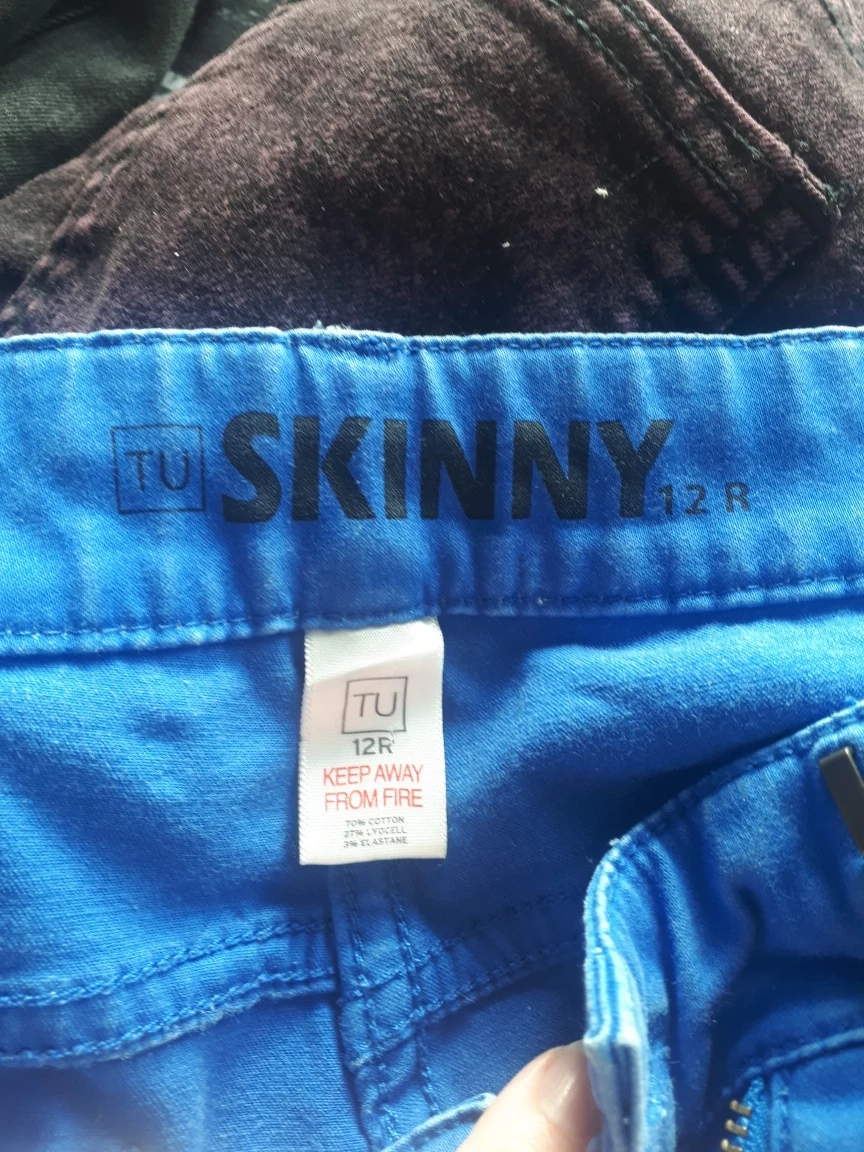 TU SKINNY 12 R
TU
12R
KEEP AWAY
FROM FIRE
70% COTTON
27% LYOCELL
3% ELASTANE